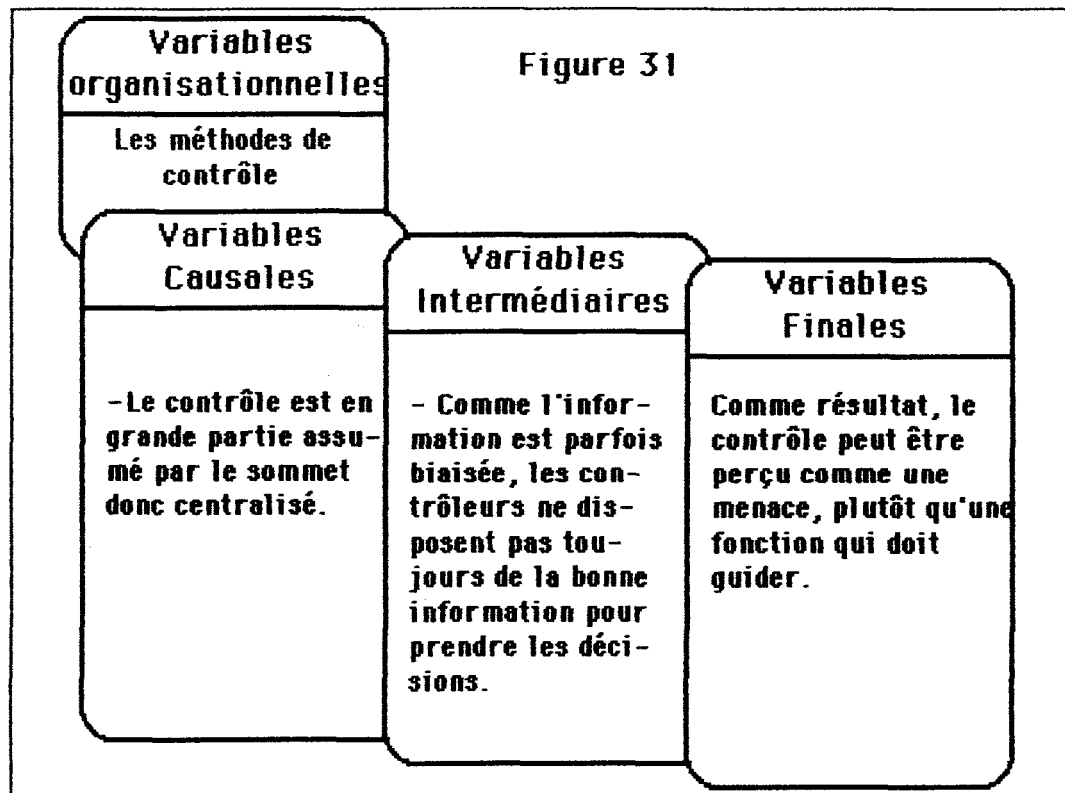 Variables
organisationnelles
Figure 31
Les méthodes de
contrôle
Variables
Causales
-Le contrôle est en
grande partie assu-
mé par le sommet
donc centralisé.
Variables
Intermédiaires
- Comme l'infor-
mation est parfois
biaisée, les con-
trôleurs ne dis-
posent pas tou-
jours de la bonne
information pour
prendre les déci-
sions.
Variables
Finales
Comme résultat, le
contrôle peut être
perçu comme une
menace, plutôt qu'une
fonction qui doit
guider.